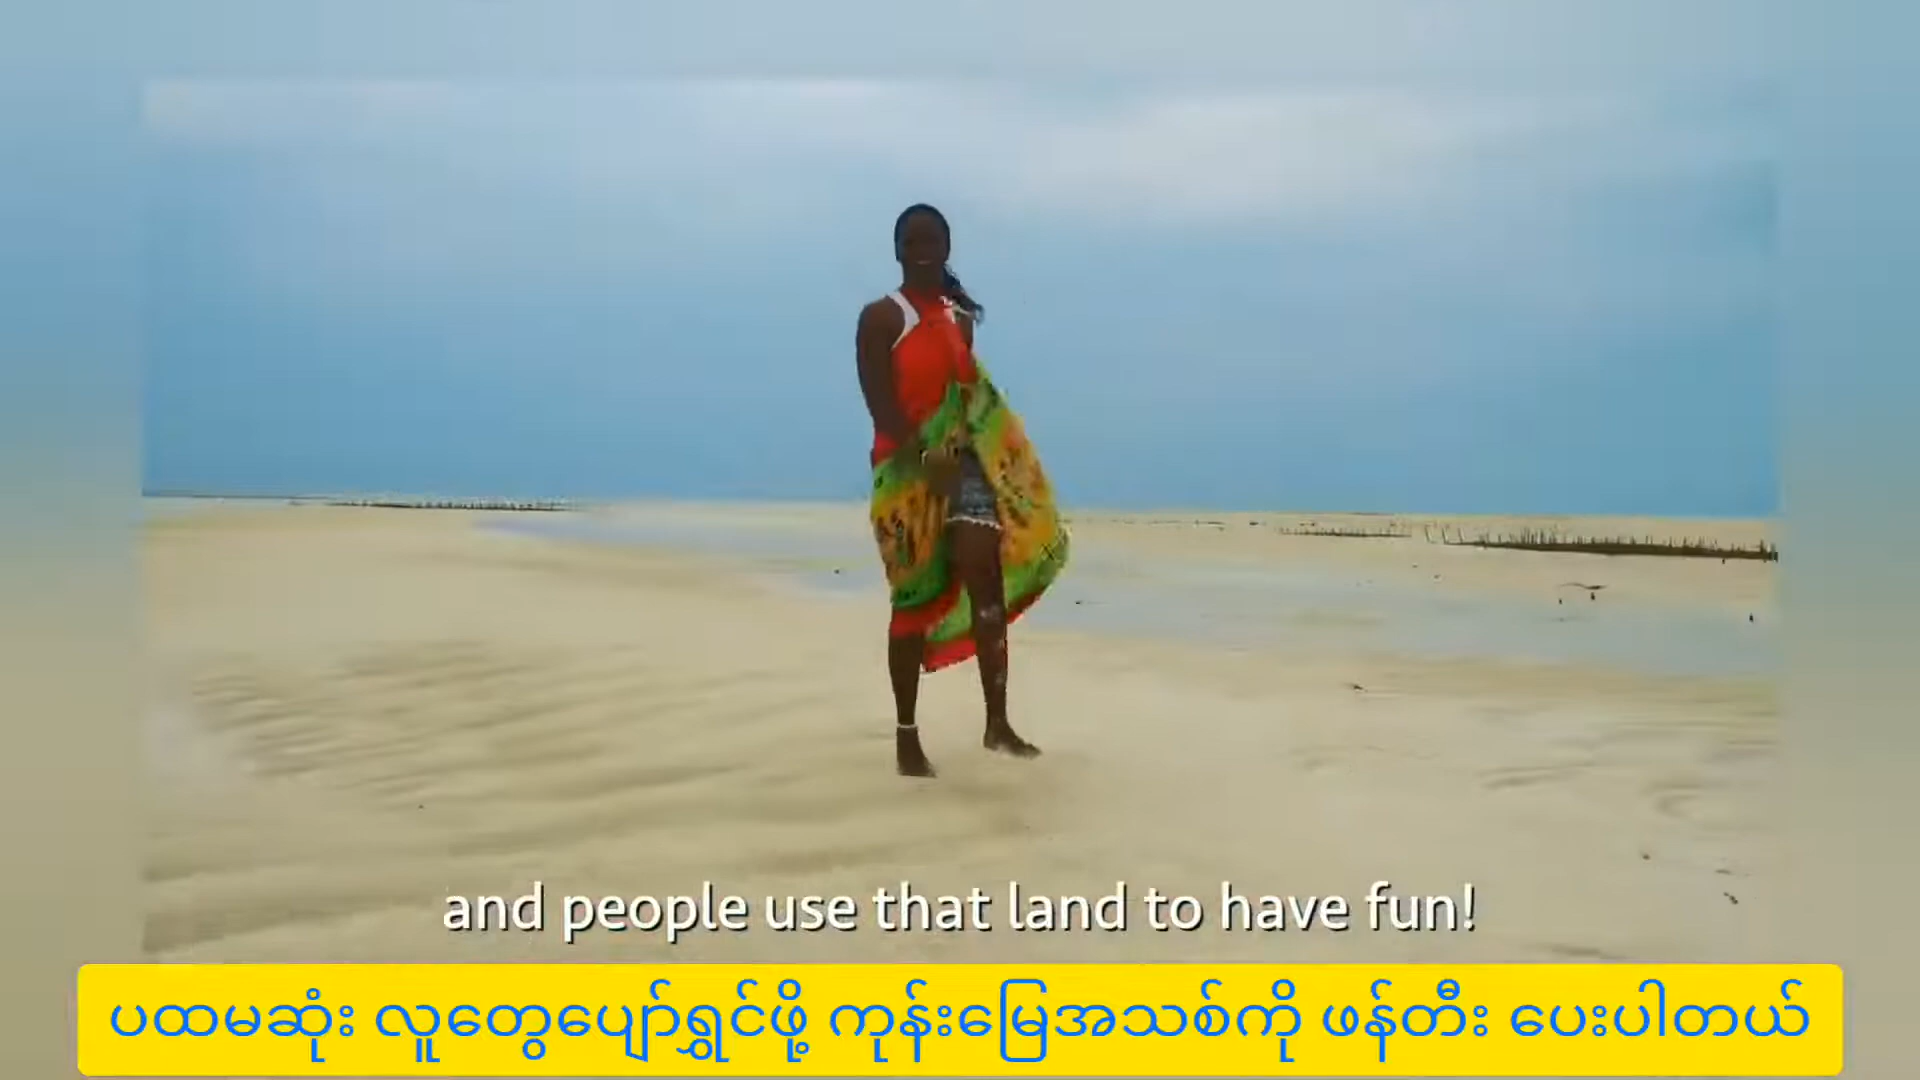 and people use that land to have fun!
ပထမဆုံး လူတွေပျော်ရွှင်ဖို့ ကုန်းမြေအသစ်ကို ဖန်တီး ပေးပါတယ်